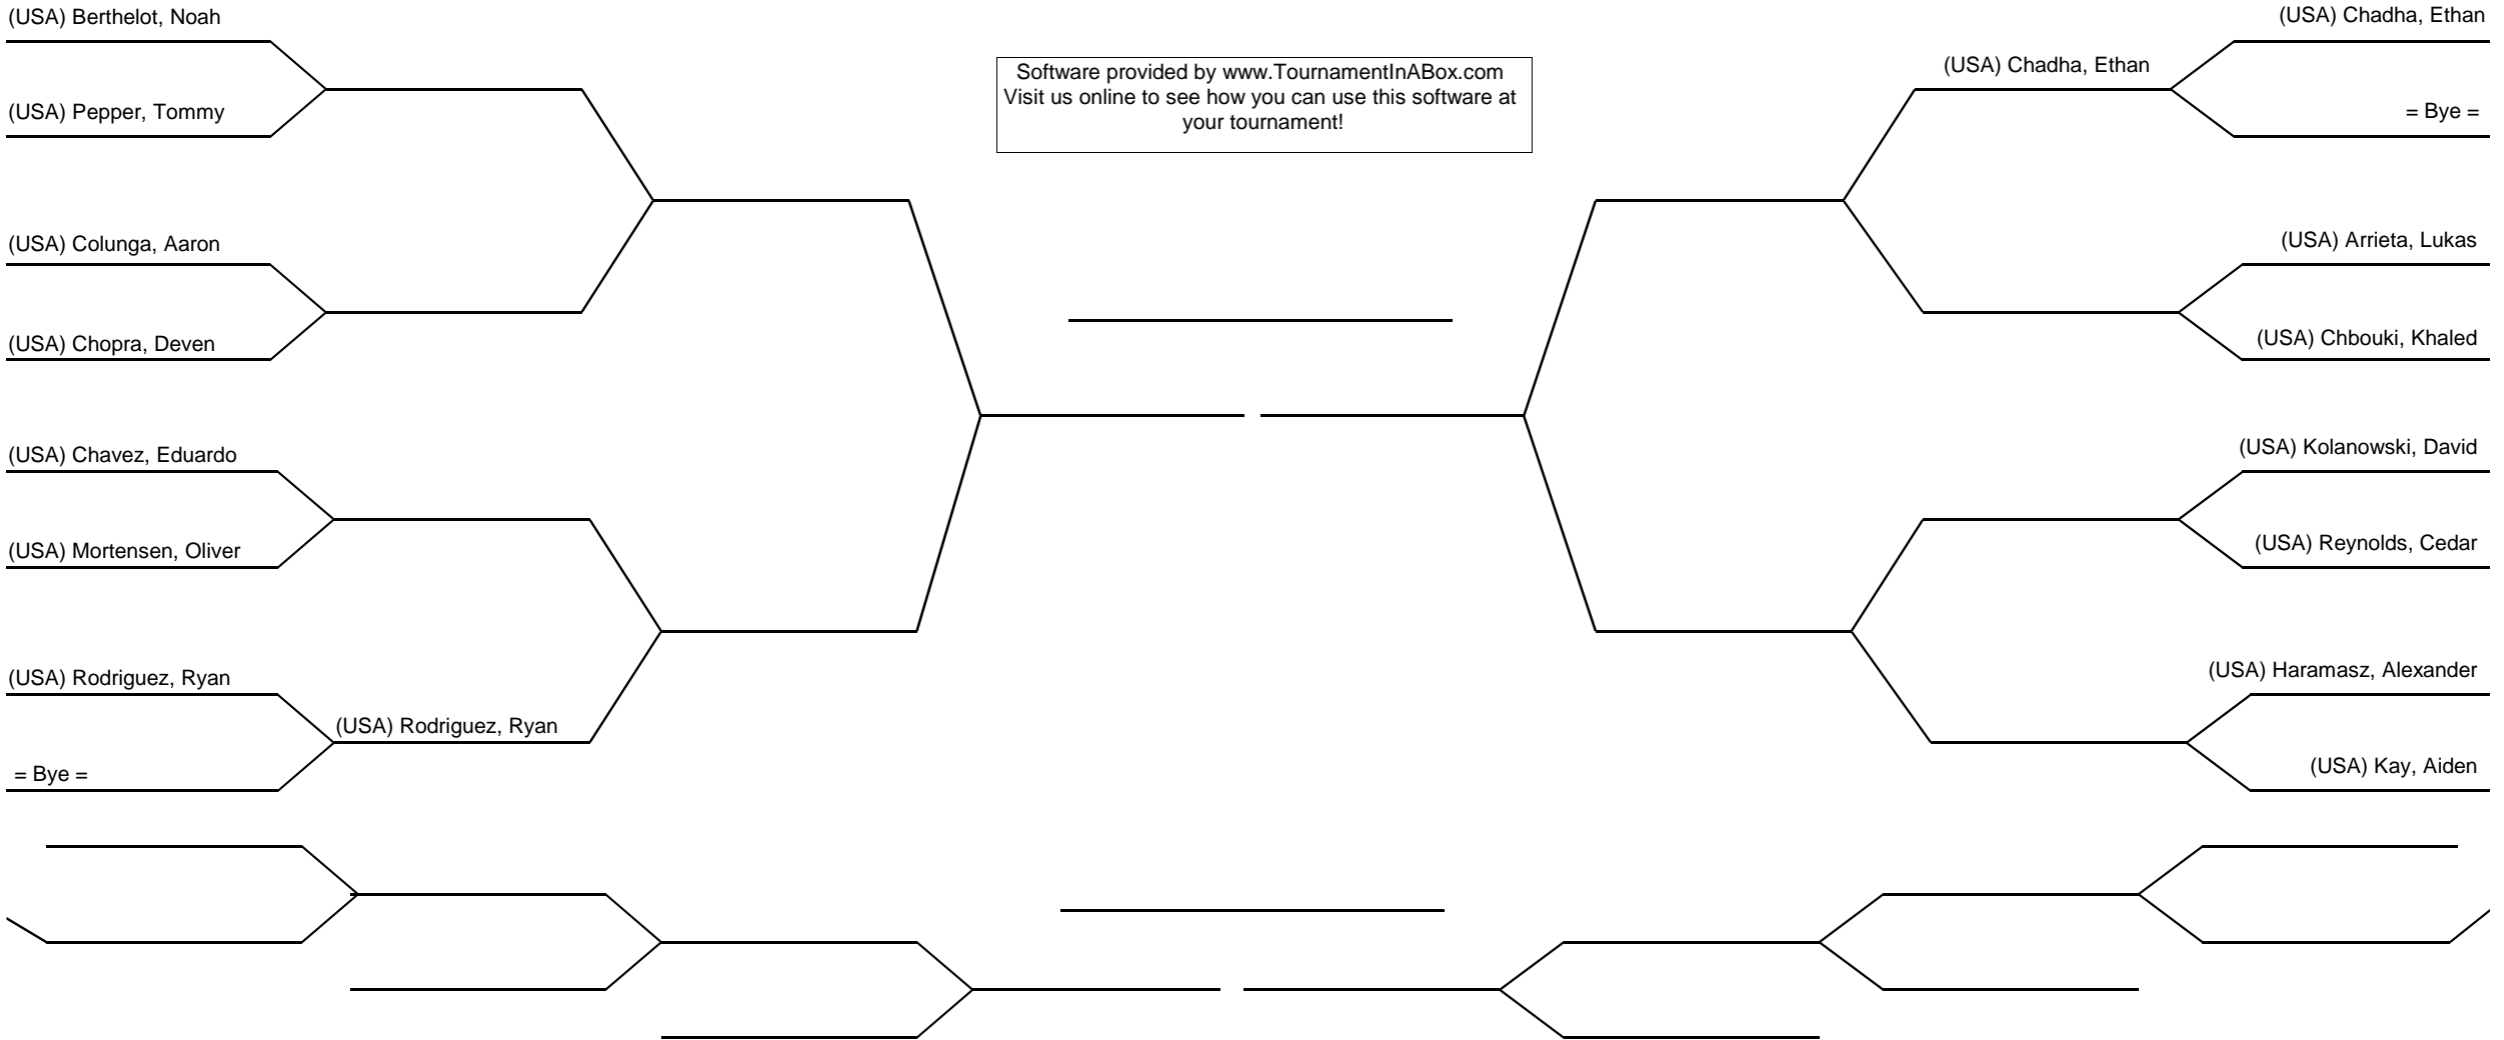 (USA) Berthelot, Noah
(USA) Pepper, Tommy
(USA) Colunga, Aaron
(USA) Chopra, Deven
(USA) Chavez, Eduardo
(USA) Mortensen, Oliver
(USA) Rodriguez, Ryan
(USA) Rodriguez, Ryan
= Bye =
Software provided by www.TournamentInABox.com
Visit us online to see how you can use this software at
your tournament!
(USA) Chadha, Ethan
(USA) Chadha, Ethan
= Bye =
(USA) Arrieta, Lukas
(USA) Chbouki, Khaled
(USA) Kolanowski, David
(USA) Reynolds, Cedar
(USA) Haramasz, Alexander
(USA) Kay, Aiden